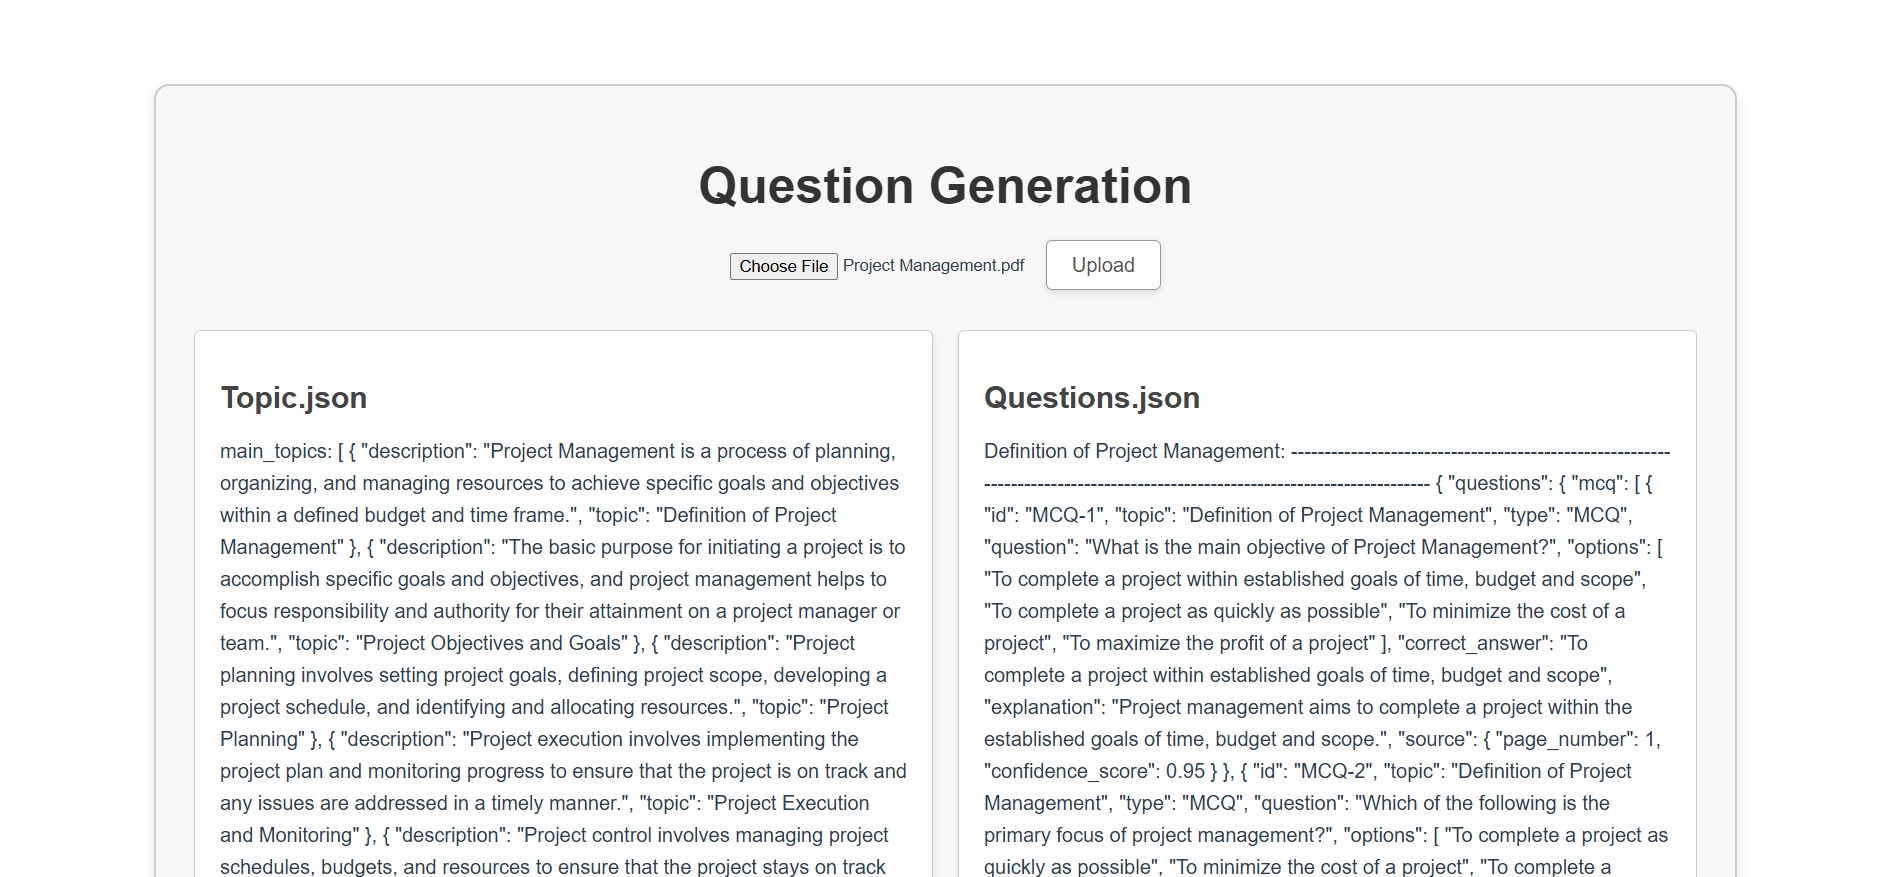 Question Generation
Choose File Project Management.pdf Upload
Topic.json
main_topics: [ { "description": "Project Management is a process of planning,
organizing, and managing resources to achieve specific goals and objectives
within a defined budget and time frame.", "topic": "Definition of Project
Management" }, { "description": "The basic purpose for initiating a project is to
accomplish specific goals and objectives, and project management helps to
focus responsibility and authority for their attainment on a project manager or
team.", "topic": "Project Objectives and Goals" }, { "description": "Project
planning involves setting project goals, defining project scope, developing a
project schedule, and identifying and allocating resources.", "topic": "Project
Planning" }, { "description": "Project execution involves implementing the
project plan and monitoring progress to ensure that the project is on track and
any issues are addressed in a timely manner.", "topic": "Project Execution
and Monitoring" }, { "description": "Project control involves managing project
schedules, budgets, and resources to ensure that the project stays on track
Questions.json
Definition of Project Management: ---------------------------------------------------------
------------------------------------------------------------------- { "questions": { "mcq": [ {
"id": "MCQ-1", "topic": "Definition of Project Management", "type": "MCQ",
"question": "What is the main objective of Project Management?", "options": [
"To complete a project within established goals of time, budget and scope",
"To complete a project as quickly as possible", "To minimize the cost of a
project", "To maximize the profit of a project" ], "correct_answer": "To
complete a project within established goals of time, budget and scope",
"explanation": "Project management aims to complete a project within the
established goals of time, budget and scope.", "source": { "page_number": 1,
"confidence_score": 0.95 } }, { "id": "MCQ-2", "topic": "Definition of Project
Management", "type": "MCQ", "question": "Which of the following is the
primary focus of project management?", "options": [ "To complete a project as
quickly as possible", "To minimize the cost of a project", "To complete a